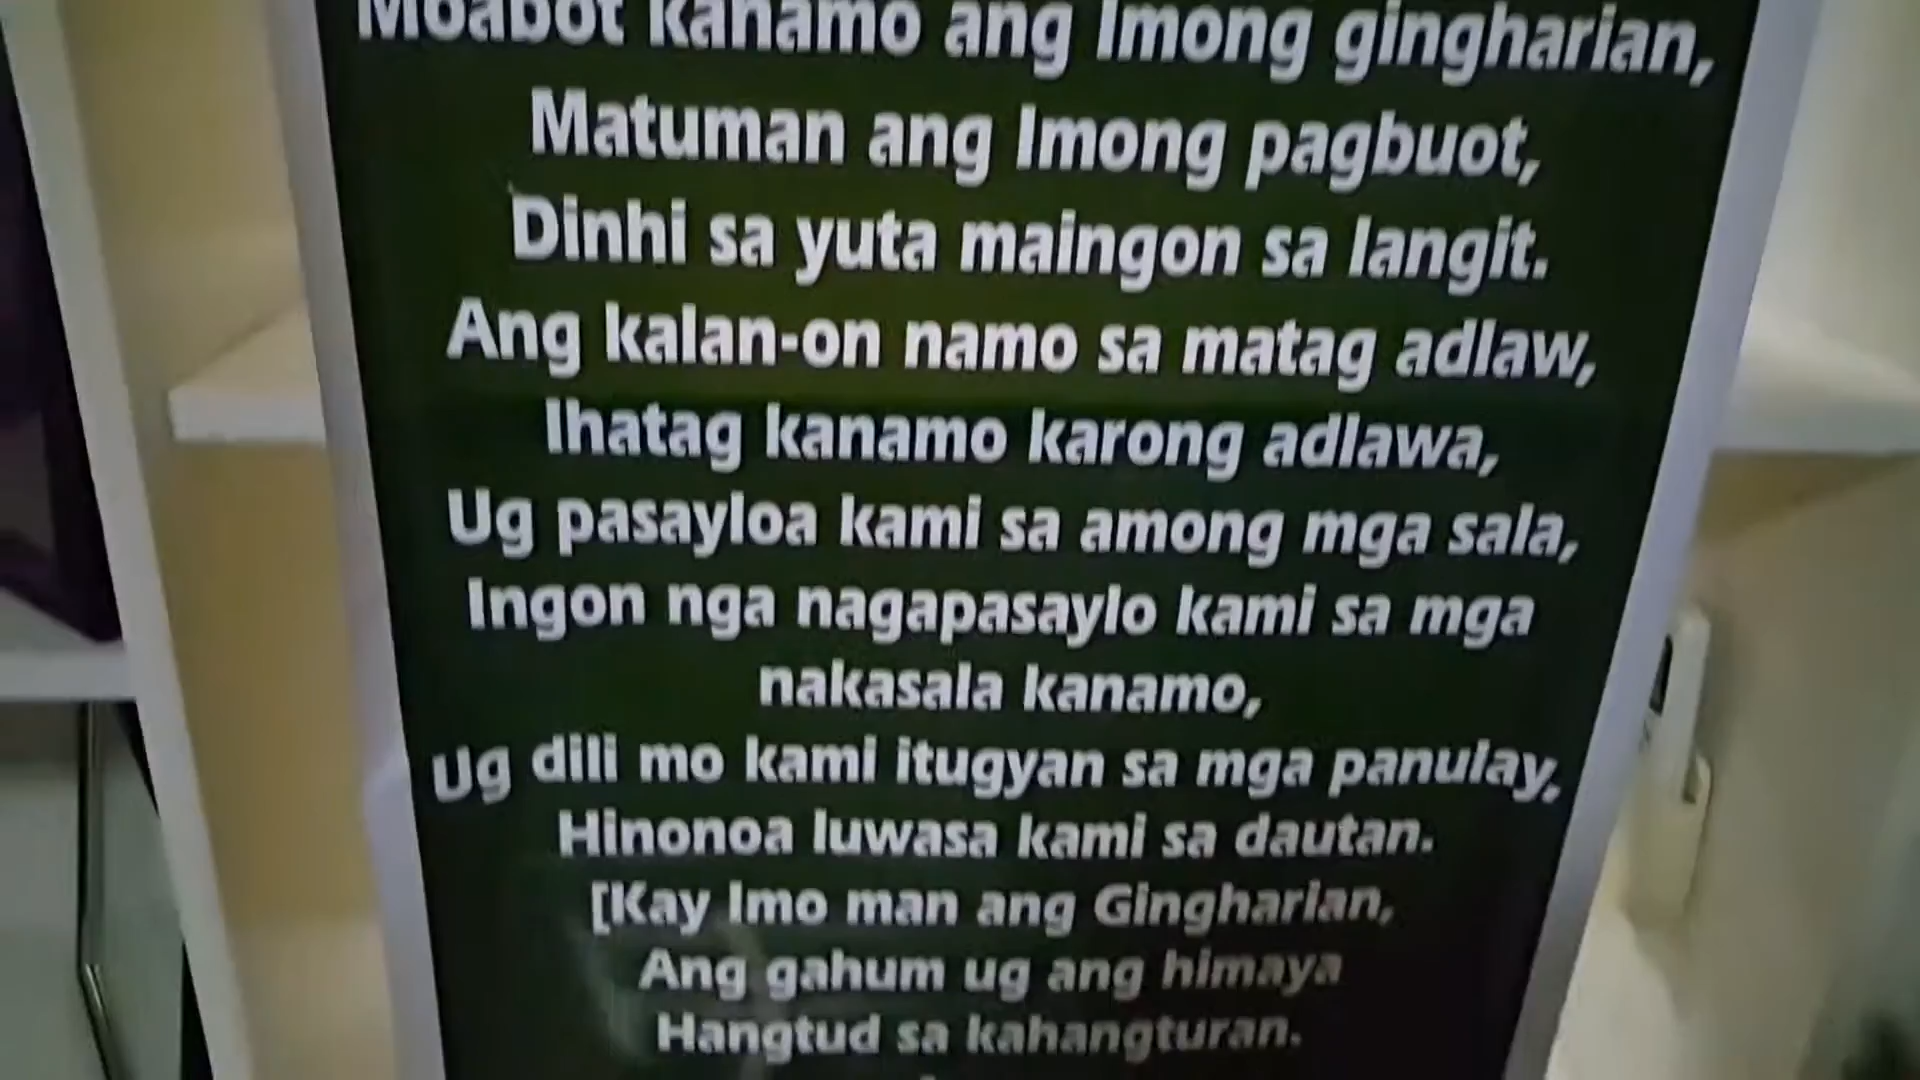 Moabot kanamo ang Imong gingharian,
Matuman ang Imong pagbuot,
Dinhi sa yuta maingon sa langit.
Ang kalan-on namo sa matag adlaw,
Ihatag kanamo karong adlawa,
Ug pasayloa kami sa among mga sala,
Ingon nga nagapasaylo kami sa mga
nakasala kanamo,
Ug dili mo kami itugyan sa mga panulay,
Hinonoa luwasa kami sa dautan.
[Kay Imo man ang Gingharian,
Ang gahum ug ang himaya
Hangtud sa kahangturan.